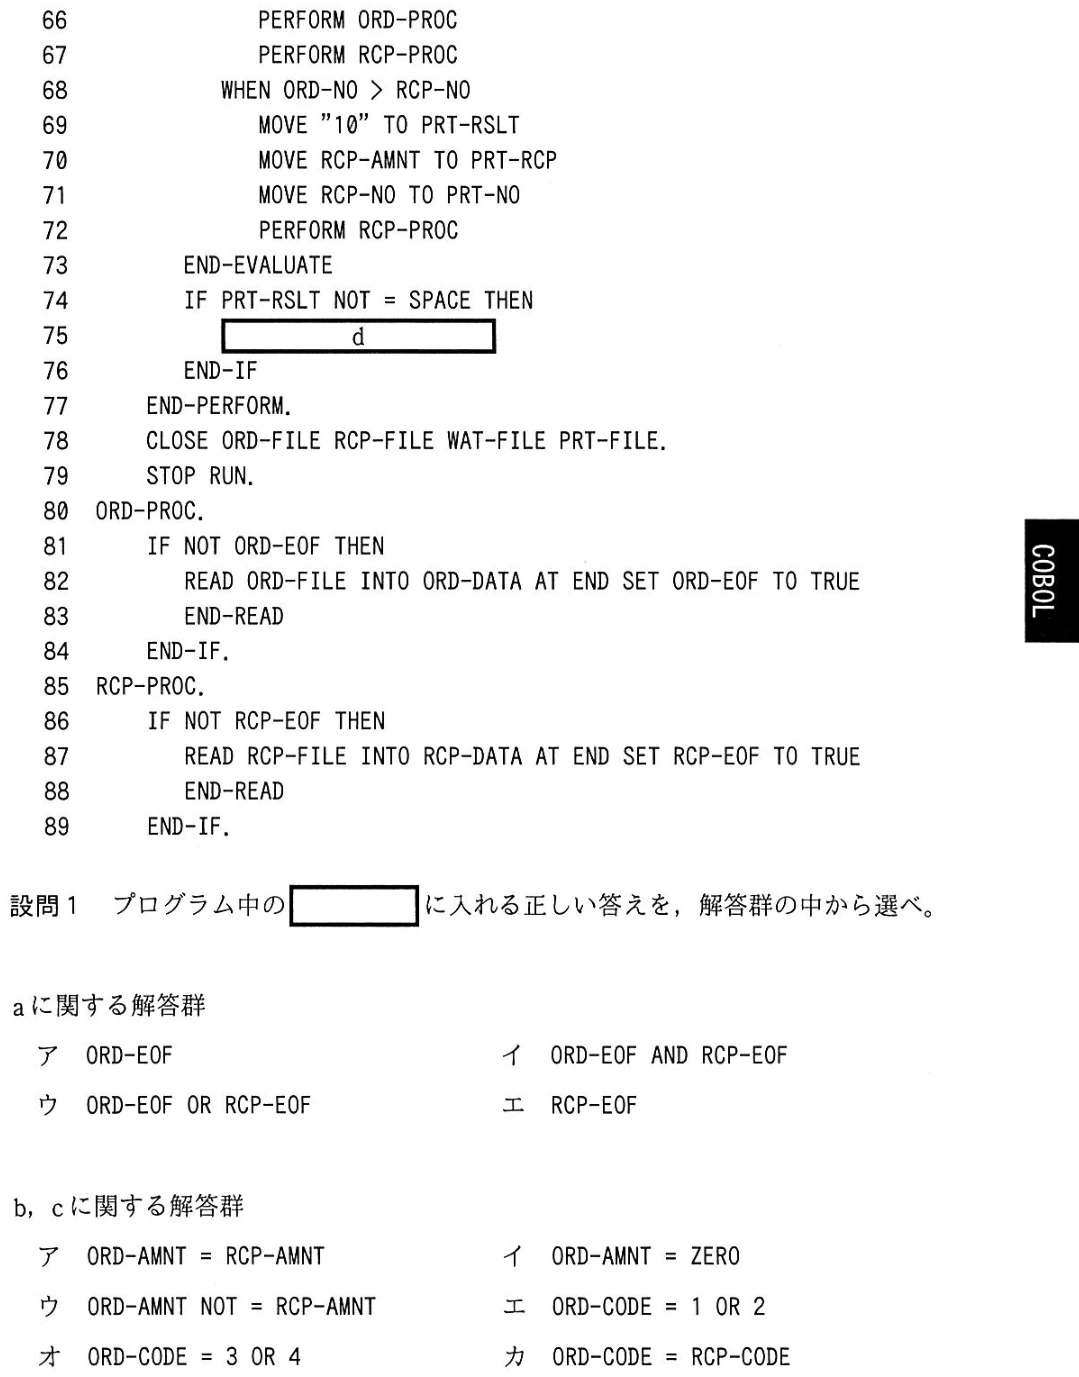 66 PERFORM ORD-PROC
67 PERFORM RCP-PROC
68 WHEN ORD-NO > RCP-NO
69 MOVE ”10” TO PRT-RSLT
70 MOVE RCP-AMNT TO PRT-RCP
71 MOVE RCP-NO TO PRT-NO
72 PERFORM RCP-PROC
73 END-EVALUATE
74 IF PRT-RSLT NOT = SPACE THEN
75 d
76 END-IF
77 END-PERFORM.
78 CLOSE ORD-FILE RCP-FILE WAT-FILE PRT-FILE.
79 STOP RUN.
80 ORD-PROC.
81 IF NOT ORD-EOF THEN
82 READ ORD-FILE INTO ORD-DATA AT END SET ORD-EOF TO TRUE
83 END-READ
84 END-IF.
85 RCP-PROC.
86 IF NOT RCP-EOF THEN
87 READ RCP-FILE INTO RCP-DATA AT END SET RCP-EOF TO TRUE
88 END-READ
89 END-IF.
COBOL
設問1 プログラム中の に入れる正しい答えを，解答群の中から選べ。
aに関する解答群
ア ORD-EOF イ ORD-EOF AND RCP-EOF
ウ ORD-EOF OR RCP-EOF エ RCP-EOF
b，cに関する解答群
ア ORD-AMNT = RCP-AMNT イ ORD-AMNT = ZERO
ウ ORD-AMNT NOT = RCP-AMNT エ ORD-CODE = 1 OR 2
オ ORD-CODE = 3 OR 4 カ ORD-CODE = RCP-CODE